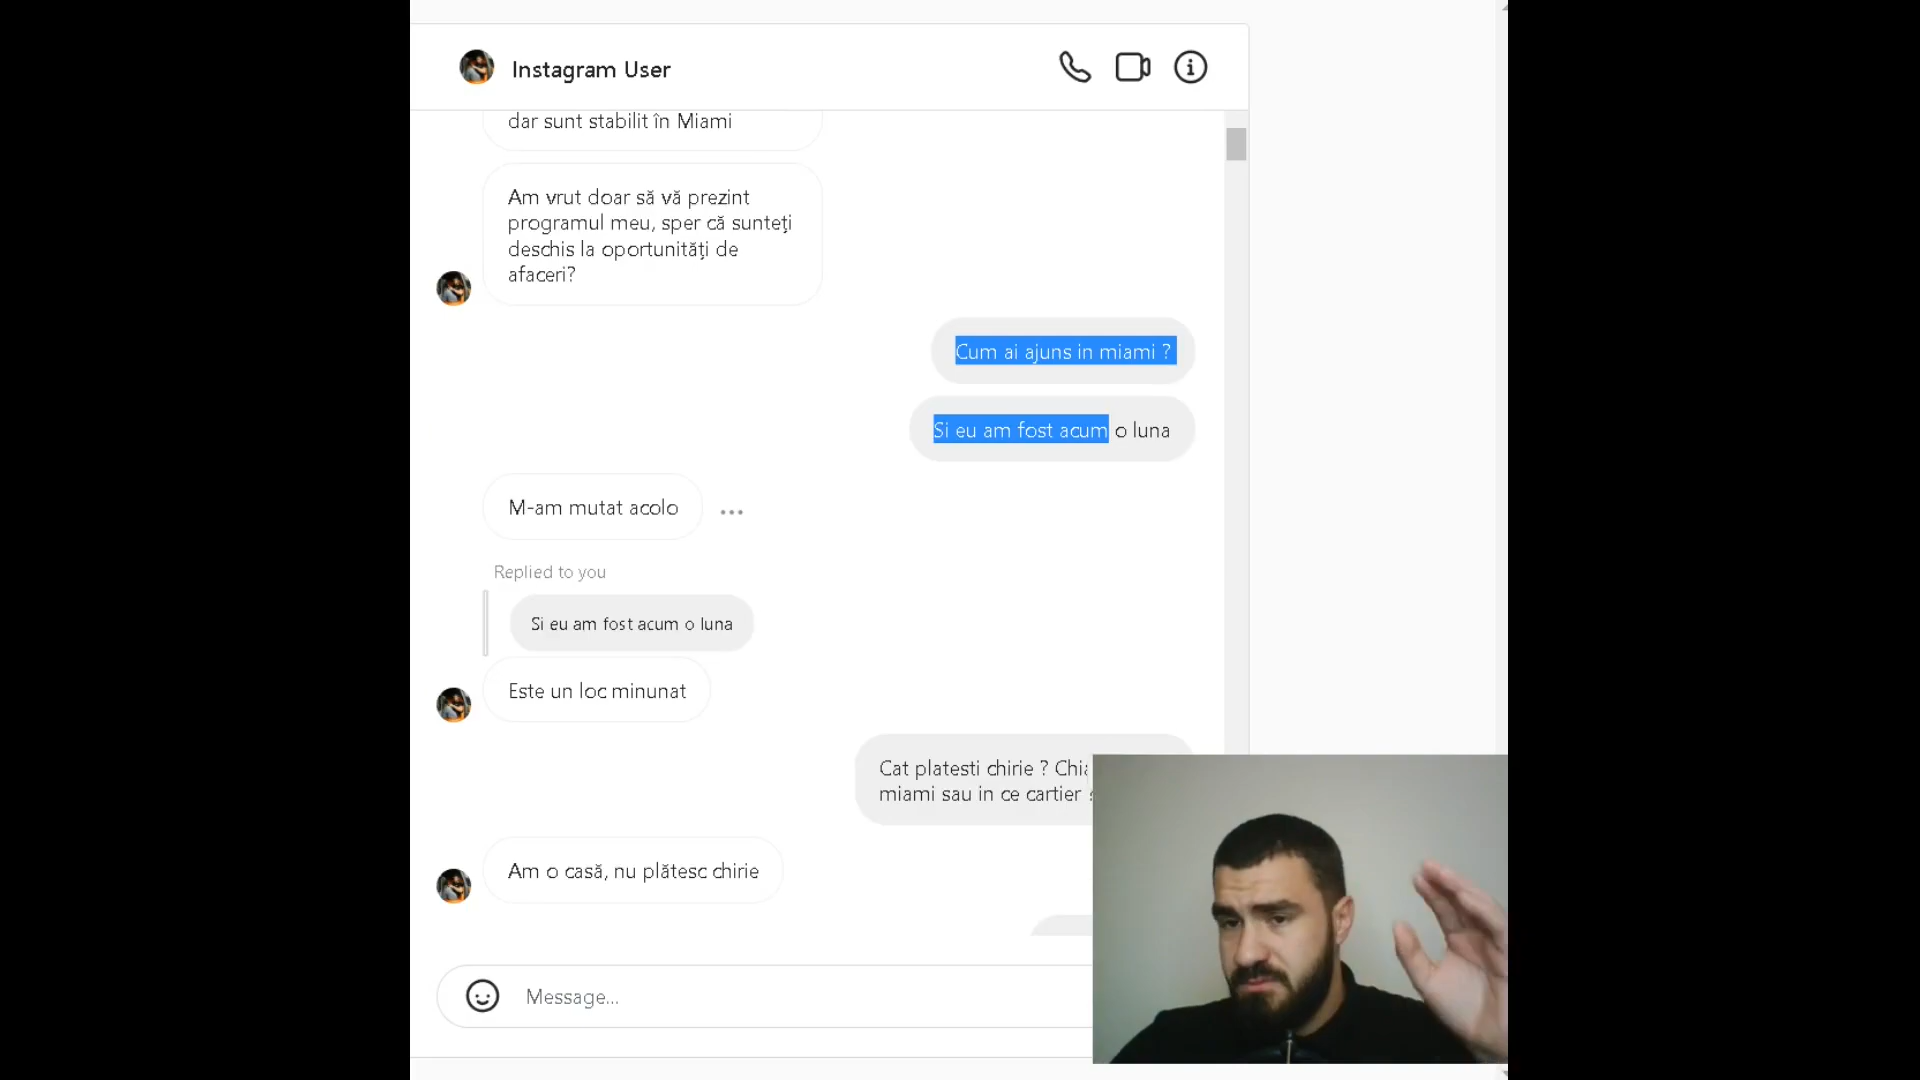 Instagram User
dar sunt stabilit în Miami
Am vrut doar să vă prezint
programul meu, sper că sunteți
deschis la oportunități de
afaceri?
Cum ai ajuns in miami ?
Si eu am fost acum o luna
M-am mutat acolo
Replied to you
Si eu am fost acum o luna
Este un loc minunat
Cat platesti chirie ?
miami sau in ce cartier
Am o casă, nu plătesc chirie
Message...